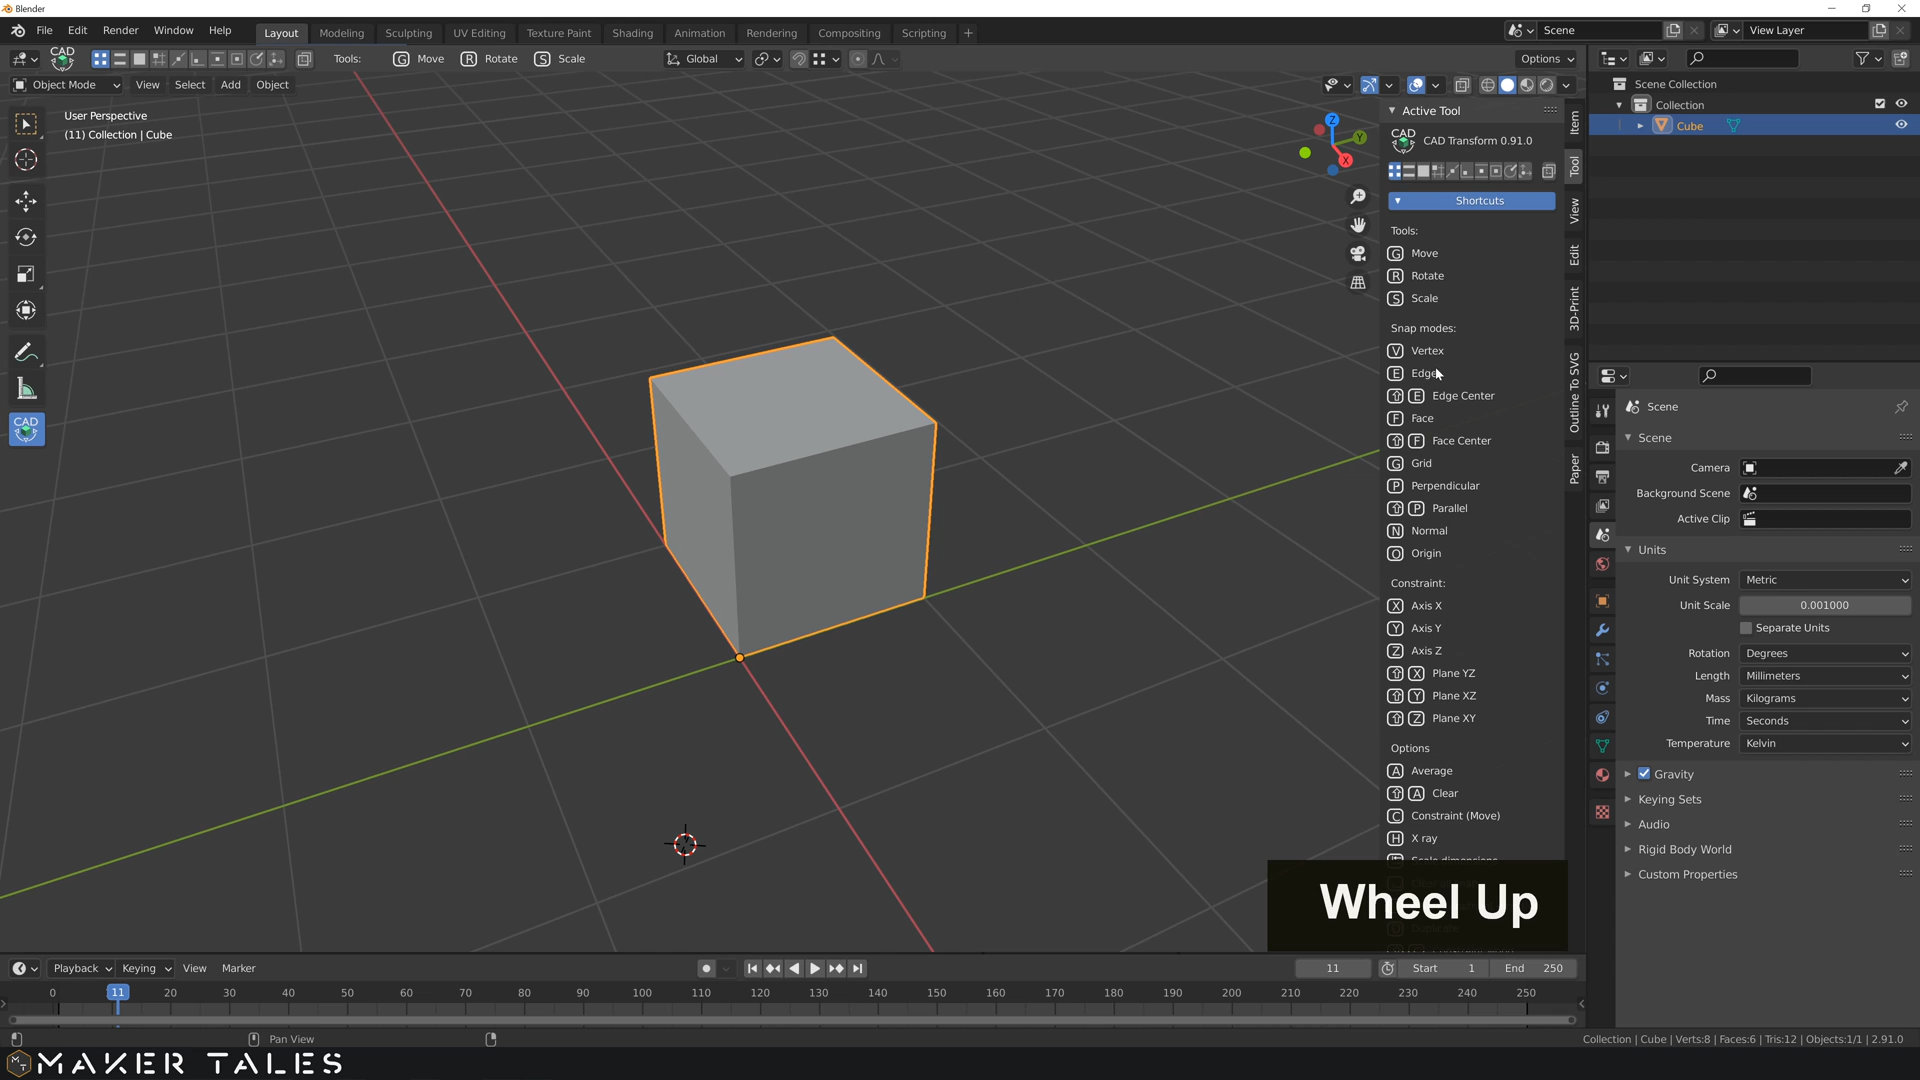 Blender
File Edit Render Window Help Layout Modeling Sculpting UV Editing Texture Paint Shading Animation Rendering Compositing Scripting + Scene View Layer
CAD Tools: G Move R Rotate S Scale Global Options
Object Mode View Select Add Object
User Perspective
(11) Collection | Cube
CAD
Z
Y
X
Active Tool
CAD CAD Transform 0.91.0
Shortcuts
Tools:
G Move
R Rotate
S Scale
Snap modes:
V Vertex
E Edge
E Edge Center
F Face
F Face Center
G Grid
P Perpendicular
P Parallel
N Normal
O Origin
Constraint:
X Axis X
Y Axis Y
Z Axis Z
X Plane YZ
Y Plane XZ
Z Plane XY
Options
A Average
A Clear
C Constraint (Move)
H X ray
Wheel Up
Item
Tool
View
Edit
3D-Print
Outline To SVG
Paper
Scene Collection
Collection
Cube
Scene
Scene
Camera
Background Scene
Active Clip
Units
Unit System Metric
Unit Scale 0.001000
Separate Units
Rotation Degrees
Length Millimeters
Mass Kilograms
Time Seconds
Temperature Kelvin
Gravity
Keying Sets
Audio
Rigid Body World
Custom Properties
Playback Keying View Marker 11 Start 1 End 250
0 11 20 30 40 50 60 70 80 90 100 110 120 130 140 150 160 170 180 190 200 210 220 230 240 250
Pan View Collection | Cube | Verts:8 | Faces:6 | Tris:12 | Objects:1/1 | 2.91.0
MAKER TALES